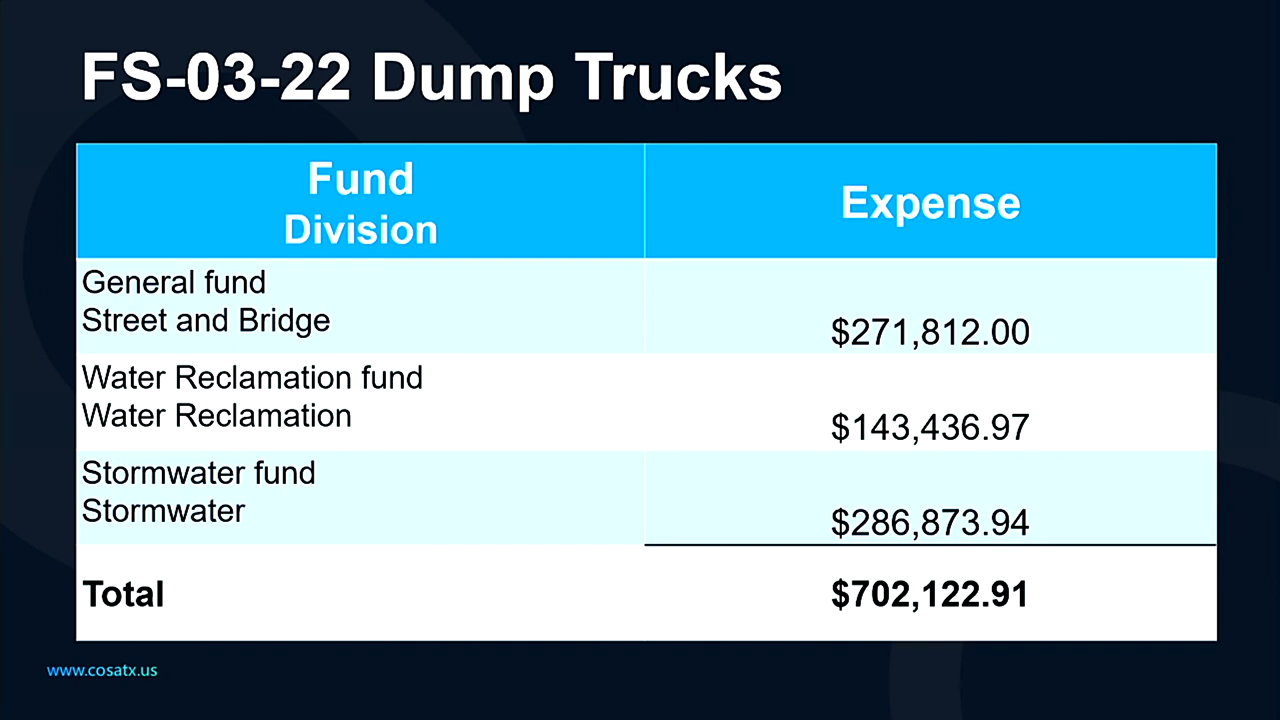 FS-03-22 Dump Trucks
Fund
Division
Expense
General fund
Street and Bridge
$271,812.00
Water Reclamation fund
Water Reclamation
$143,436.97
Stormwater fund
Stormwater
$286,873.94
Total
$702,122.91
www.cosatx.us